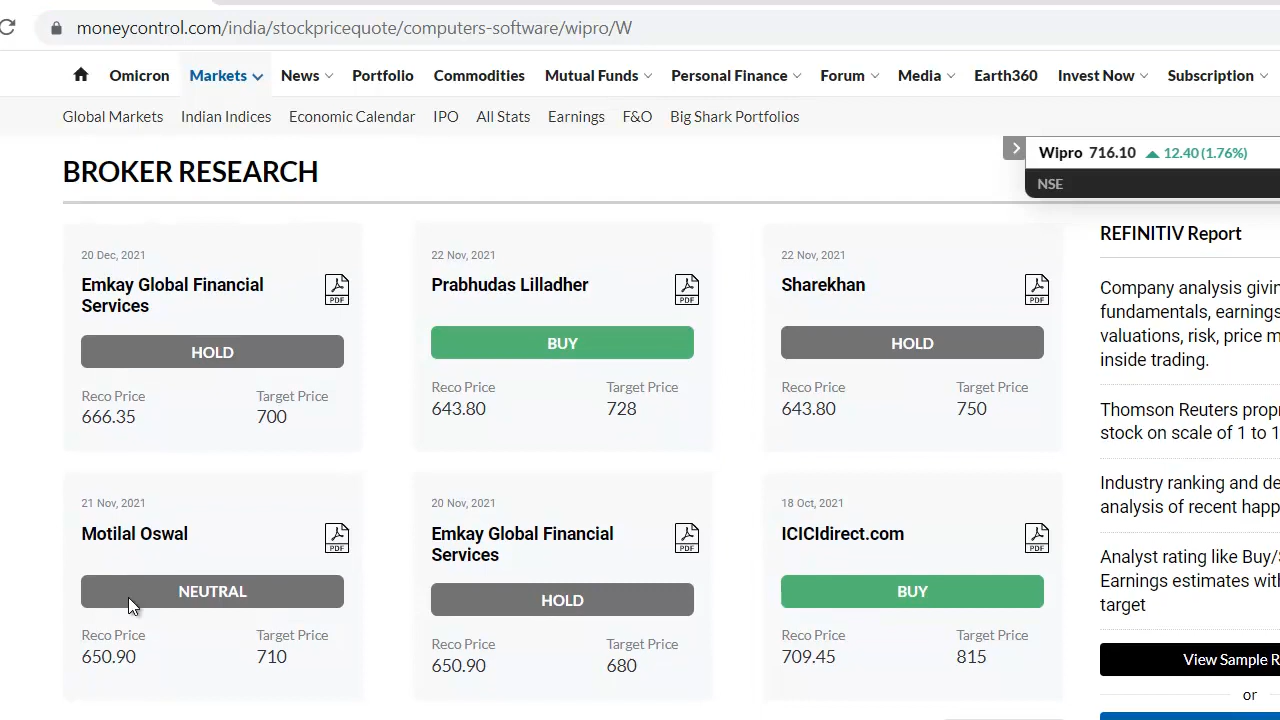 moneycontrol.com/india/stockpricequote/computers-software/wipro/W
Omicron Markets News Portfolio Commodities Mutual Funds Personal Finance Forum Media Earth360 Invest Now Subscription
Global Markets Indian Indices Economic Calendar IPO All Stats Earnings F&O Big Shark Portfolios
Wipro 716.10 12.40 (1.76%)
NSE
BROKER RESEARCH
20 Dec, 2021
Emkay Global Financial
Services
PDF
HOLD
Reco Price Target Price
666.35 700
22 Nov, 2021
Prabhudas Lilladher
PDF
BUY
Reco Price Target Price
643.80 728
22 Nov, 2021
Sharekhan
PDF
HOLD
Reco Price Target Price
643.80 750
21 Nov, 2021
Motilal Oswal
PDF
NEUTRAL
Reco Price Target Price
650.90 710
20 Nov, 2021
Emkay Global Financial
Services
PDF
HOLD
Reco Price Target Price
650.90 680
18 Oct, 2021
ICICIdirect.com
PDF
BUY
Reco Price Target Price
709.45 815
REFINITIV Report
Company analysis
fundamentals, earnings
valuations, risk, price
inside trading.
Thomson Reuters
stock on scale of 1 to
Industry ranking and
analysis of recent
Analyst rating like
Earnings estimates
target
View Sample
or